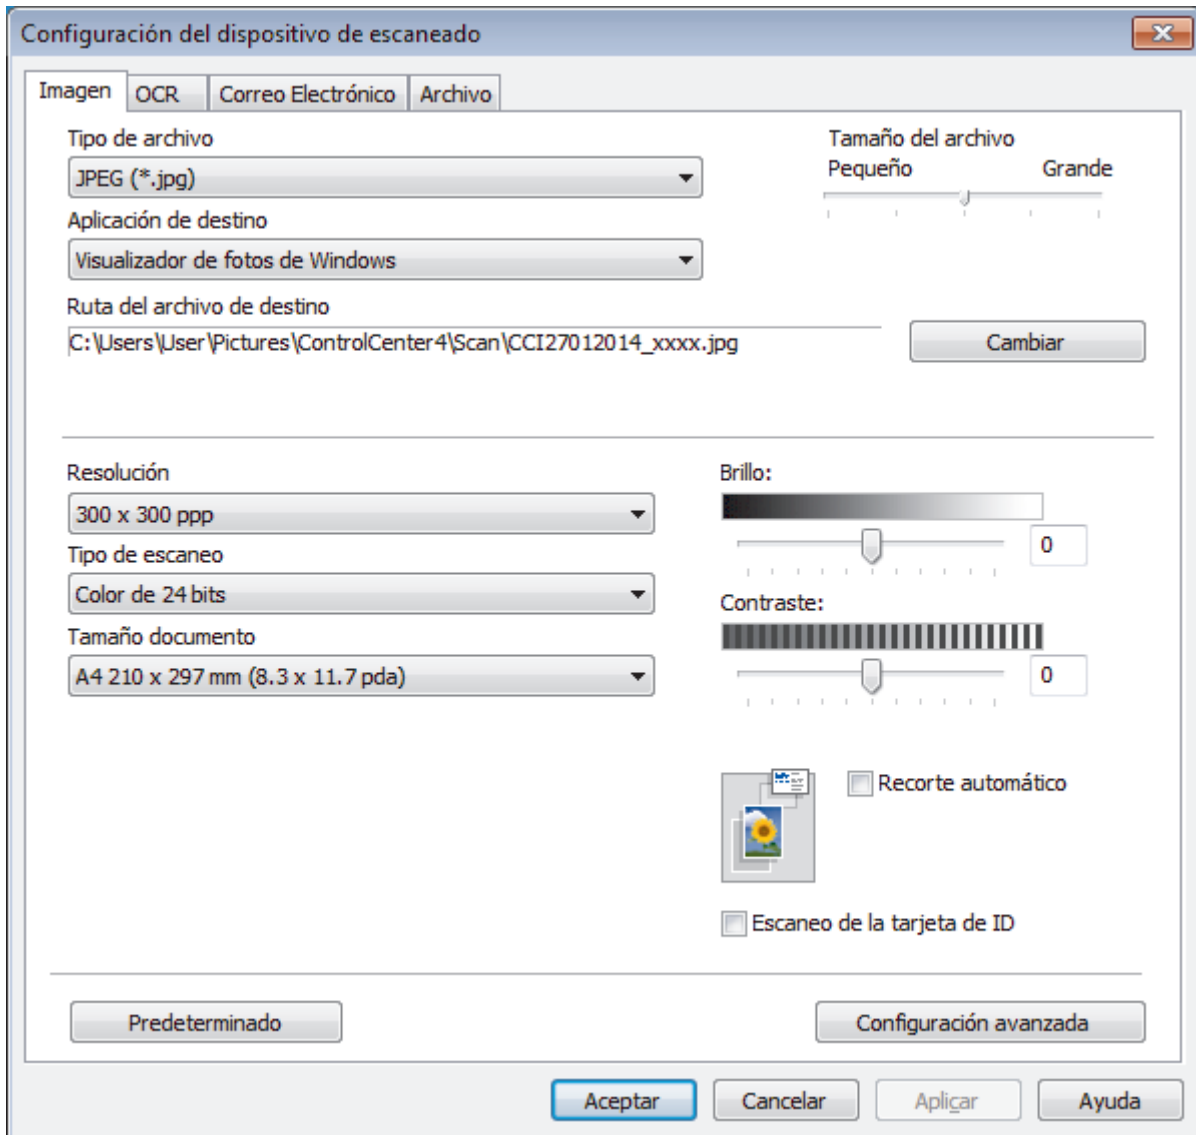 Configuración del dispositivo de escaneado
Imagen OCR Correo Electrónico Archivo
Tipo de archivo
JPEG (*.jpg)
Tamaño del archivo
Pequeño Grande
Aplicación de destino
Visualizador de fotos de Windows
Ruta del archivo de destino
C:\Users\User\Pictures\ControlCenter4\Scan\CCI27012014_xxxx.jpg
Cambiar
Resolución
300 x 300 ppp
Tipo de escaneo
Color de 24 bits
Tamaño documento
A4 210 x 297 mm (8.3 x 11.7 pda)
Brillo:
0
Contraste:
0
Recorte automático
Escaneo de la tarjeta de ID
Predeterminado
Configuración avanzada
Aceptar Cancelar Aplicar Ayuda